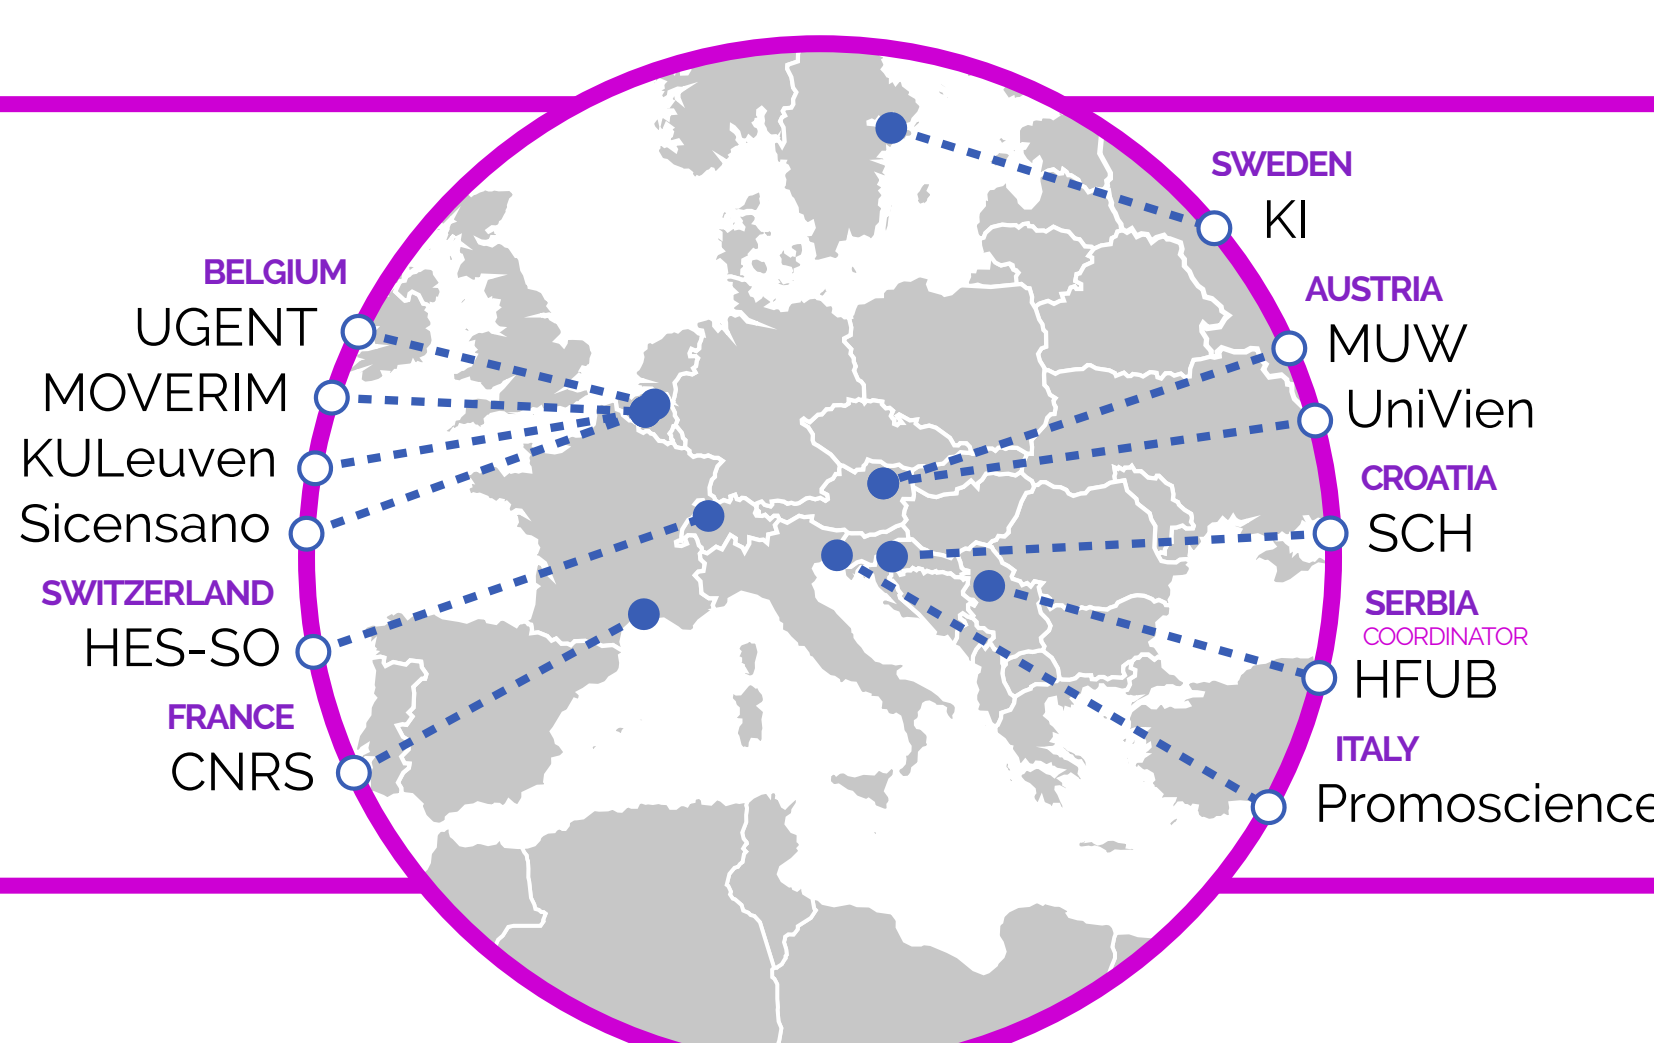 BELGIUM
UGENT
MOVERIM
KULeuven
Sicensano
SWITZERLAND
HES-SO
FRANCE
CNRS
SWEDEN
KI
AUSTRIA
MUW
UniVien
CROATIA
SCH
SERBIA
COORDINATOR
HFUB
ITALY
Promoscience